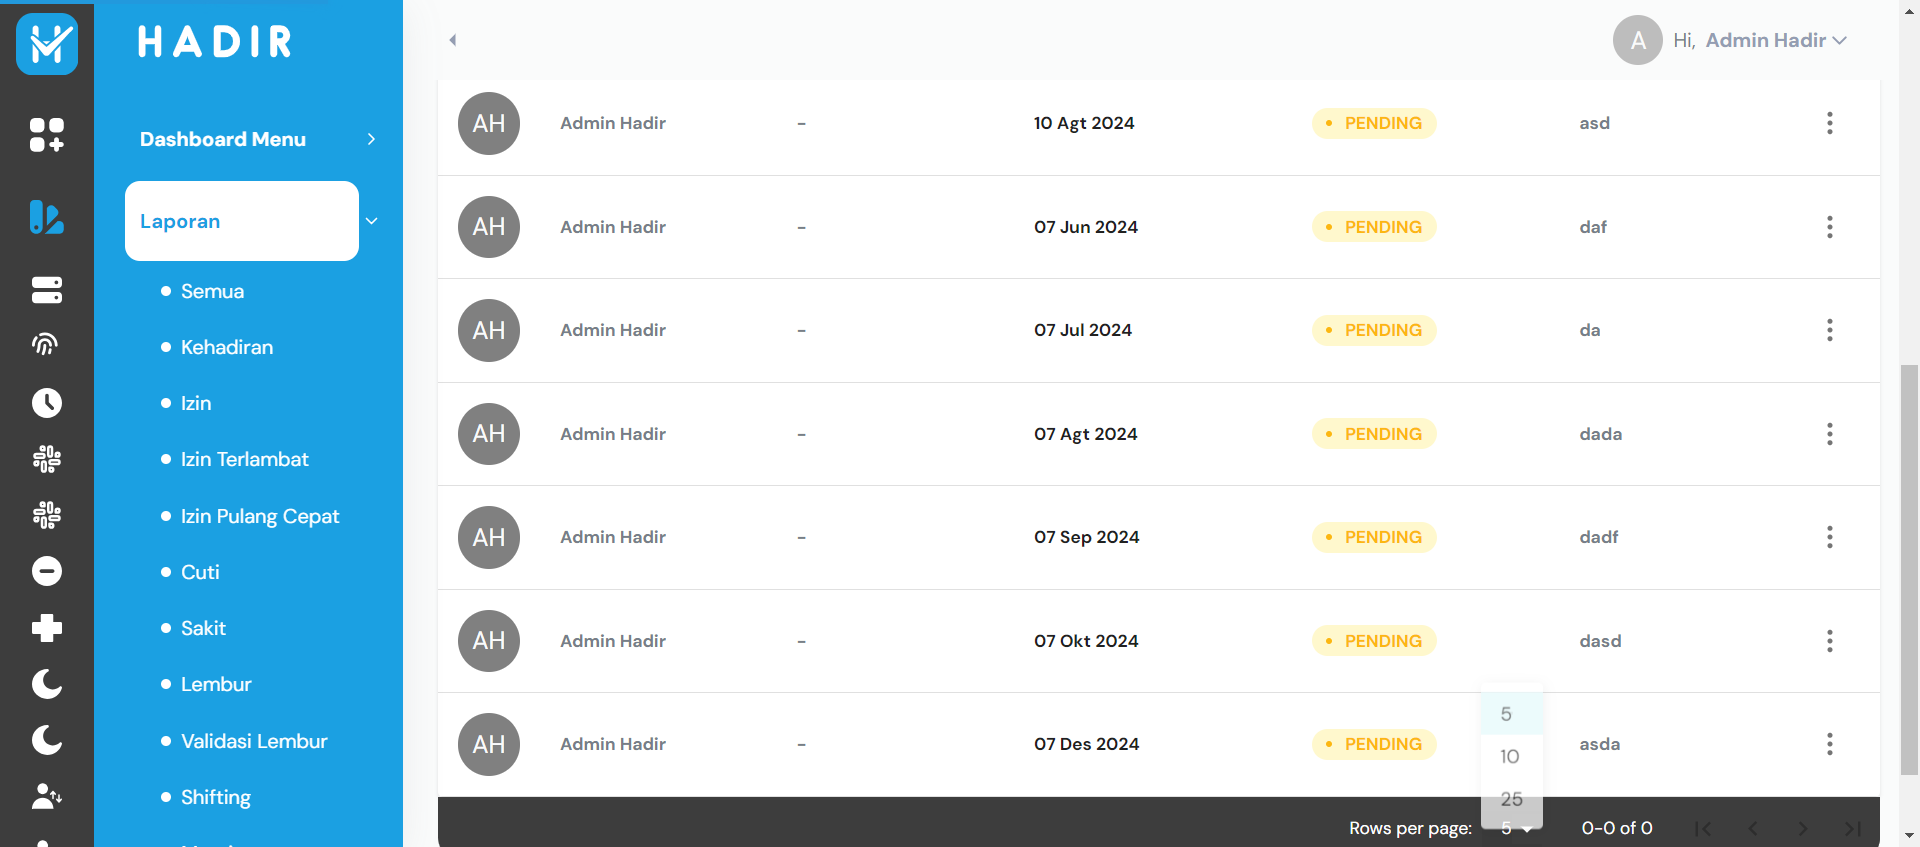 HADIR
Dashboard Menu
Laporan
Semua
Kehadiran
Izin
Izin Terlambat
Izin Pulang Cepat
Cuti
Sakit
Lembur
Validasi Lembur
Shifting
A Hi, Admin Hadir
AH Admin Hadir - 10 Agt 2024 PENDING asd
AH Admin Hadir - 07 Jun 2024 PENDING daf
AH Admin Hadir - 07 Jul 2024 PENDING da
AH Admin Hadir - 07 Agt 2024 PENDING dada
AH Admin Hadir - 07 Sep 2024 PENDING dadf
AH Admin Hadir - 07 Okt 2024 PENDING dasd
AH Admin Hadir - 07 Des 2024 PENDING asda
5
10
25
Rows per page: 5 0-0 of 0